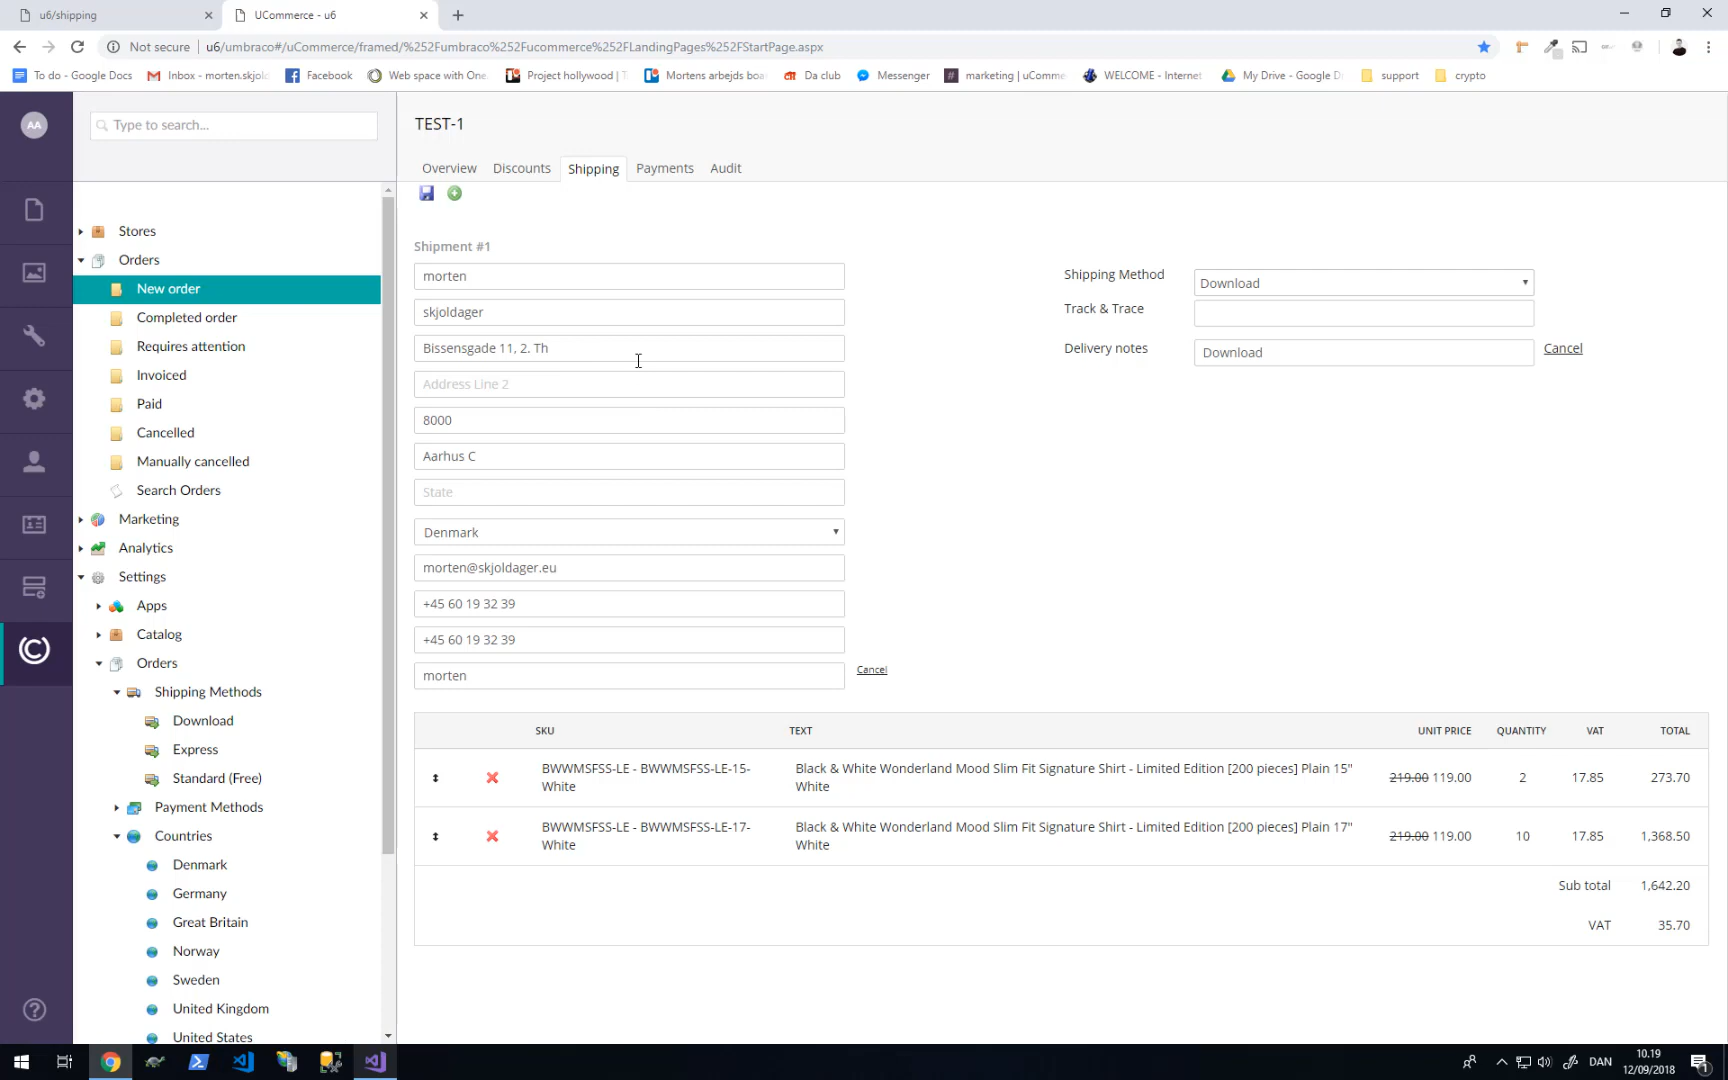 u6/shipping
UCommerce - u6
Not secure u6/umbraco#/uCommerce/framed/%252Fumbraco%252Fucommerce%252FLandingPages%252FStartPage.aspx
To do - Google Docs Inbox - morten.skjold Facebook Web space with One. Project hollywood | T Mortens arbejds boa Da club Messenger marketing | uComme WELCOME - Internet My Drive - Google D support crypto
AA
Type to search...
TEST-1
Overview Discounts Shipping Payments Audit
Stores
Orders
New order
Completed order
Requires attention
Invoiced
Paid
Cancelled
Manually cancelled
Search Orders
Marketing
Analytics
Settings
Apps
Catalog
Orders
Shipping Methods
Download
Express
Standard (Free)
Payment Methods
Countries
Denmark
Germany
Great Britain
Norway
Sweden
United Kingdom
United States
Shipment #1
morten
skjoldager
Bissensgade 11, 2. Th
Address Line 2
8000
Aarhus C
State
Denmark
morten@skjoldager.eu
+45 60 19 32 39
+45 60 19 32 39
morten
Cancel
Shipping Method Download
Track & Trace
Delivery notes Download Cancel
SKU TEXT UNIT PRICE QUANTITY VAT TOTAL
BWWMSFSS-LE - BWWMSFSS-LE-15- Black & White Wonderland Mood Slim Fit Signature Shirt - Limited Edition [200 pieces] Plain 15" 219.00 119.00 2 17.85 273.70
White White
BWWMSFSS-LE - BWWMSFSS-LE-17- Black & White Wonderland Mood Slim Fit Signature Shirt - Limited Edition [200 pieces] Plain 17" 219.00 119.00 10 17.85 1,368.50
White White
Sub total 1,642.20
VAT 35.70
DAN
10.19
12/09/2018
1